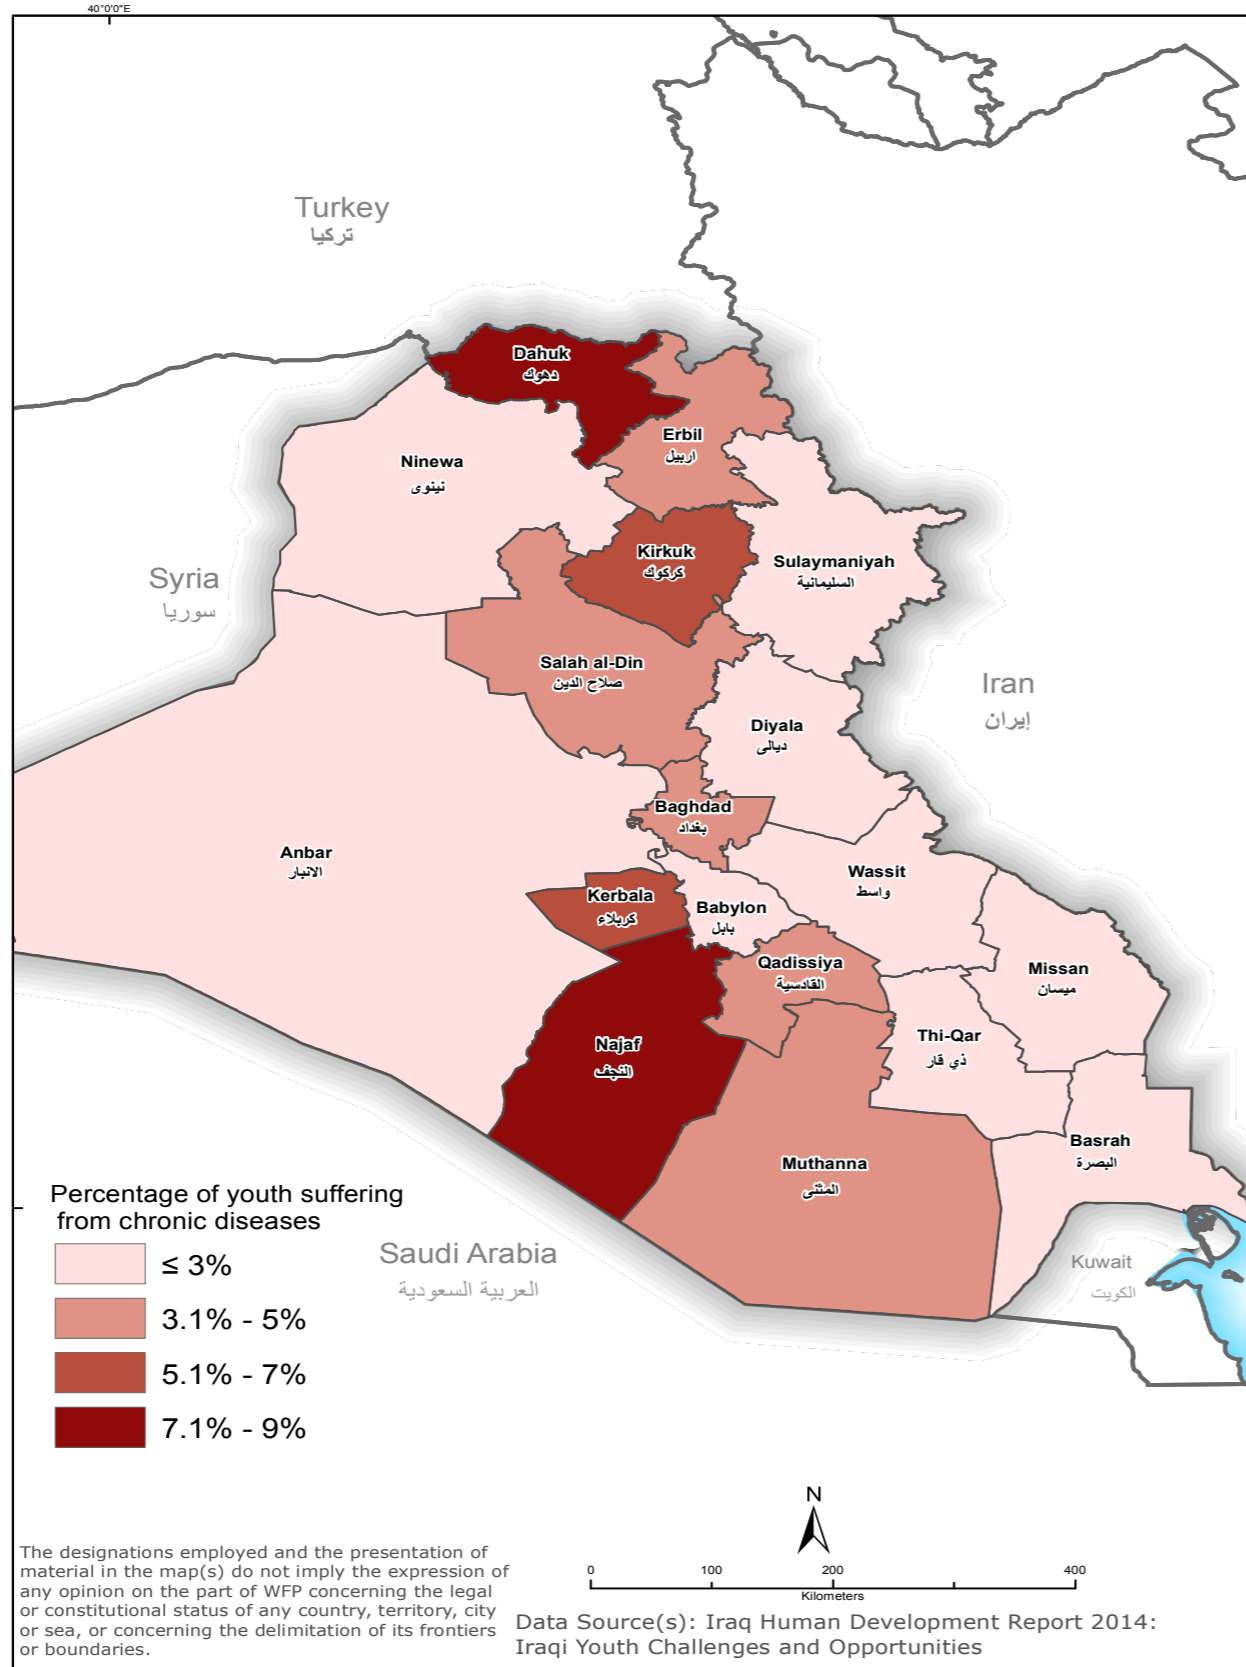 40°0'0"E
Turkey
تركيا
Dahuk
دهوك
Erbil
اربيل
Ninewa
نينوى
Kirkuk
كركوك
Sulaymaniyah
السليمانية
Syria
سوريا
Salah al-Din
صلاح الدين
Iran
إيران
Diyala
ديالى
Baghdad
بغداد
Anbar
الانبار
Wassit
واسط
Kerbala
كربلاء
Babylon
بابل
Qadissiya
القادسية
Missan
ميسان
Najaf
النجف
Thi-Qar
ذي قار
Basrah
البصرة
Muthanna
المثنى
Saudi Arabia
العربية السعودية
Kuwait
الكويت
Percentage of youth suffering
from chronic diseases
≤ 3%
3.1% - 5%
5.1% - 7%
7.1% - 9%
N
0 100 200 400
Kilometers
The designations employed and the presentation of
material in the map(s) do not imply the expression of
any opinion on the part of WFP concerning the legal
or constitutional status of any country, territory, city
or sea, or concerning the delimitation of its frontiers
or boundaries.
Data Source(s): Iraq Human Development Report 2014:
Iraqi Youth Challenges and Opportunities